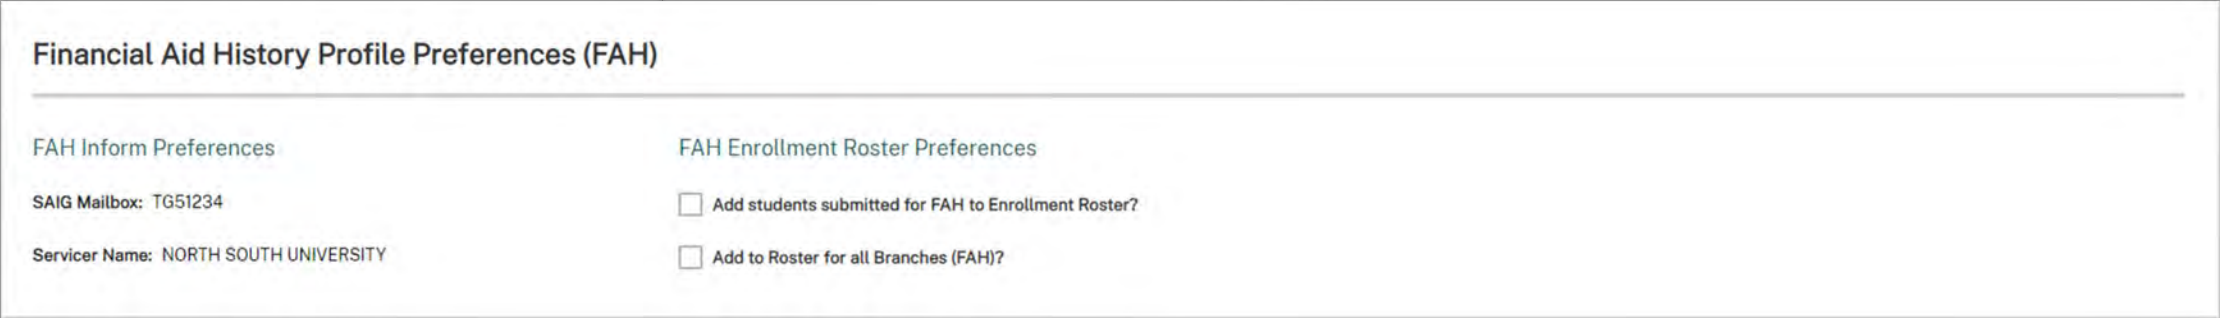 Financial Aid History Profile Preferences (FAH)
FAH Inform Preferences
SAIG Mailbox: TG51234
Servicer Name: NORTH SOUTH UNIVERSITY
FAH Enrollment Roster Preferences
Add students submitted for FAH to Enrollment Roster?
Add to Roster for all Branches (FAH)?